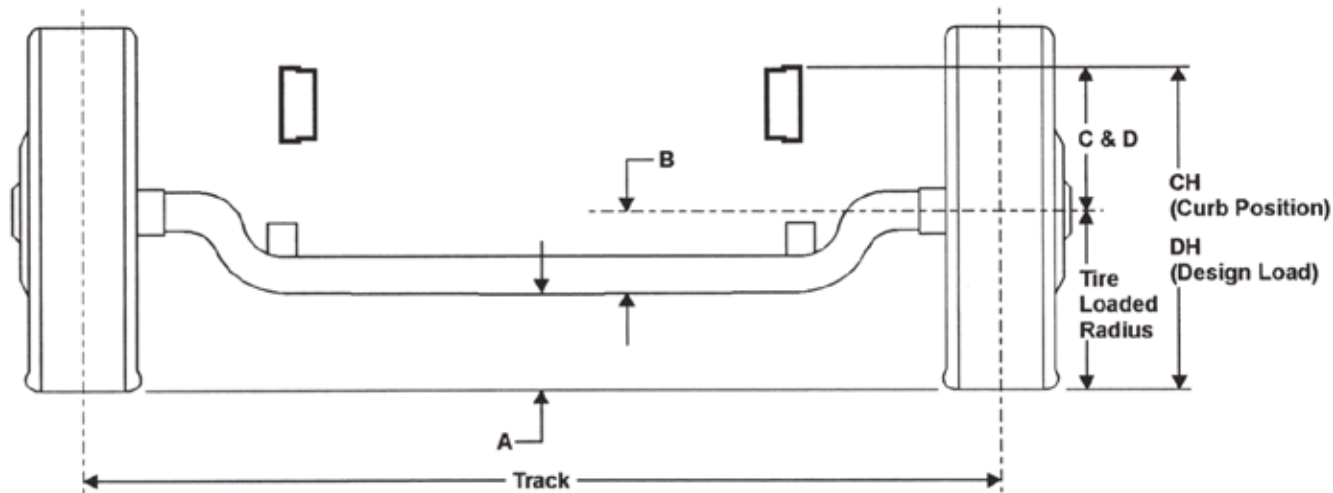 B
C & D
CH
(Curb Position)
DH
(Design Load)
Tire
Loaded
Radius
A
Track